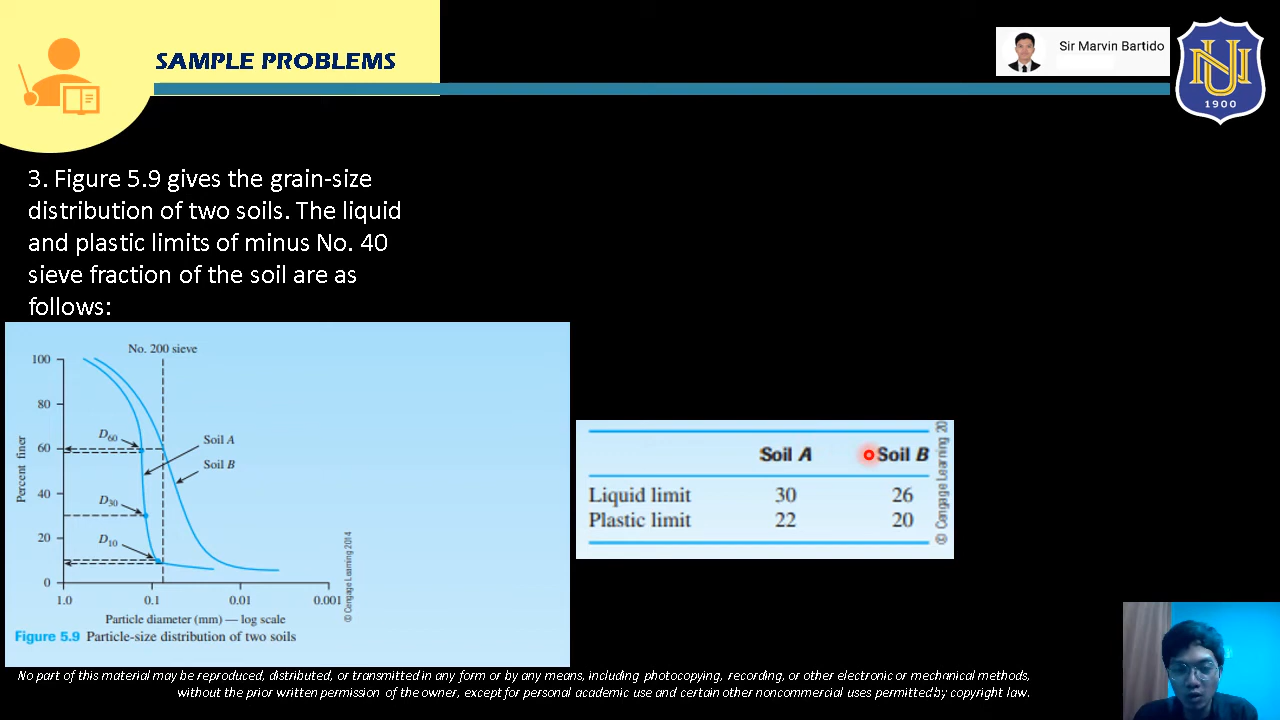 SAMPLE PROBLEMS
Sir Marvin Bartido
NU
1900
3. Figure 5.9 gives the grain-size
distribution of two soils. The liquid
and plastic limits of minus No. 40
sieve fraction of the soil are as
follows:
No. 200 sieve
100
80
60
40
20
0
Percent finer
D60
D30
D10
Soil A
Soil B
1.0
0.1
0.01
0.001
Particle diameter (mm) — log scale
© Cengage Learning 2014
Figure 5.9 Particle-size distribution of two soils
Soil A Soil B
Liquid limit 30 26
Plastic limit 22 20
© Cengage Learning 20
No part of this material may be reproduced, distributed, or transmitted in any form or by any means, including photocopying, recording, or other electronic or mechanical methods,
without the prior written permission of the owner, except for personal academic use and certain other noncommercial uses permitted by copyright law.